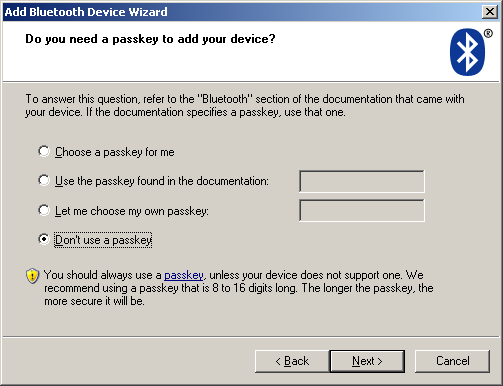 Add Bluetooth Device Wizard
Do you need a passkey to add your device?
®
To answer this question, refer to the "Bluetooth" section of the documentation that came with
your device. If the documentation specifies a passkey, use that one.
Choose a passkey for me
Use the passkey found in the documentation:
Let me choose my own passkey:
Don't use a passkey
You should always use a passkey, unless your device does not support one. We
recommend using a passkey that is 8 to 16 digits long. The longer the passkey, the
more secure it will be.
< Back
Next >
Cancel